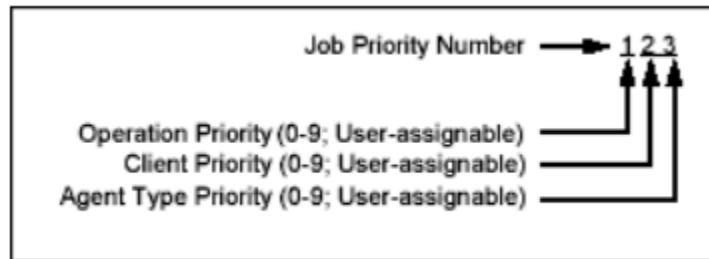 Job Priority Number 1 2 3
Operation Priority (0-9; User-assignable)
Client Priority (0-9; User-assignable)
Agent Type Priority (0-9; User-assignable)